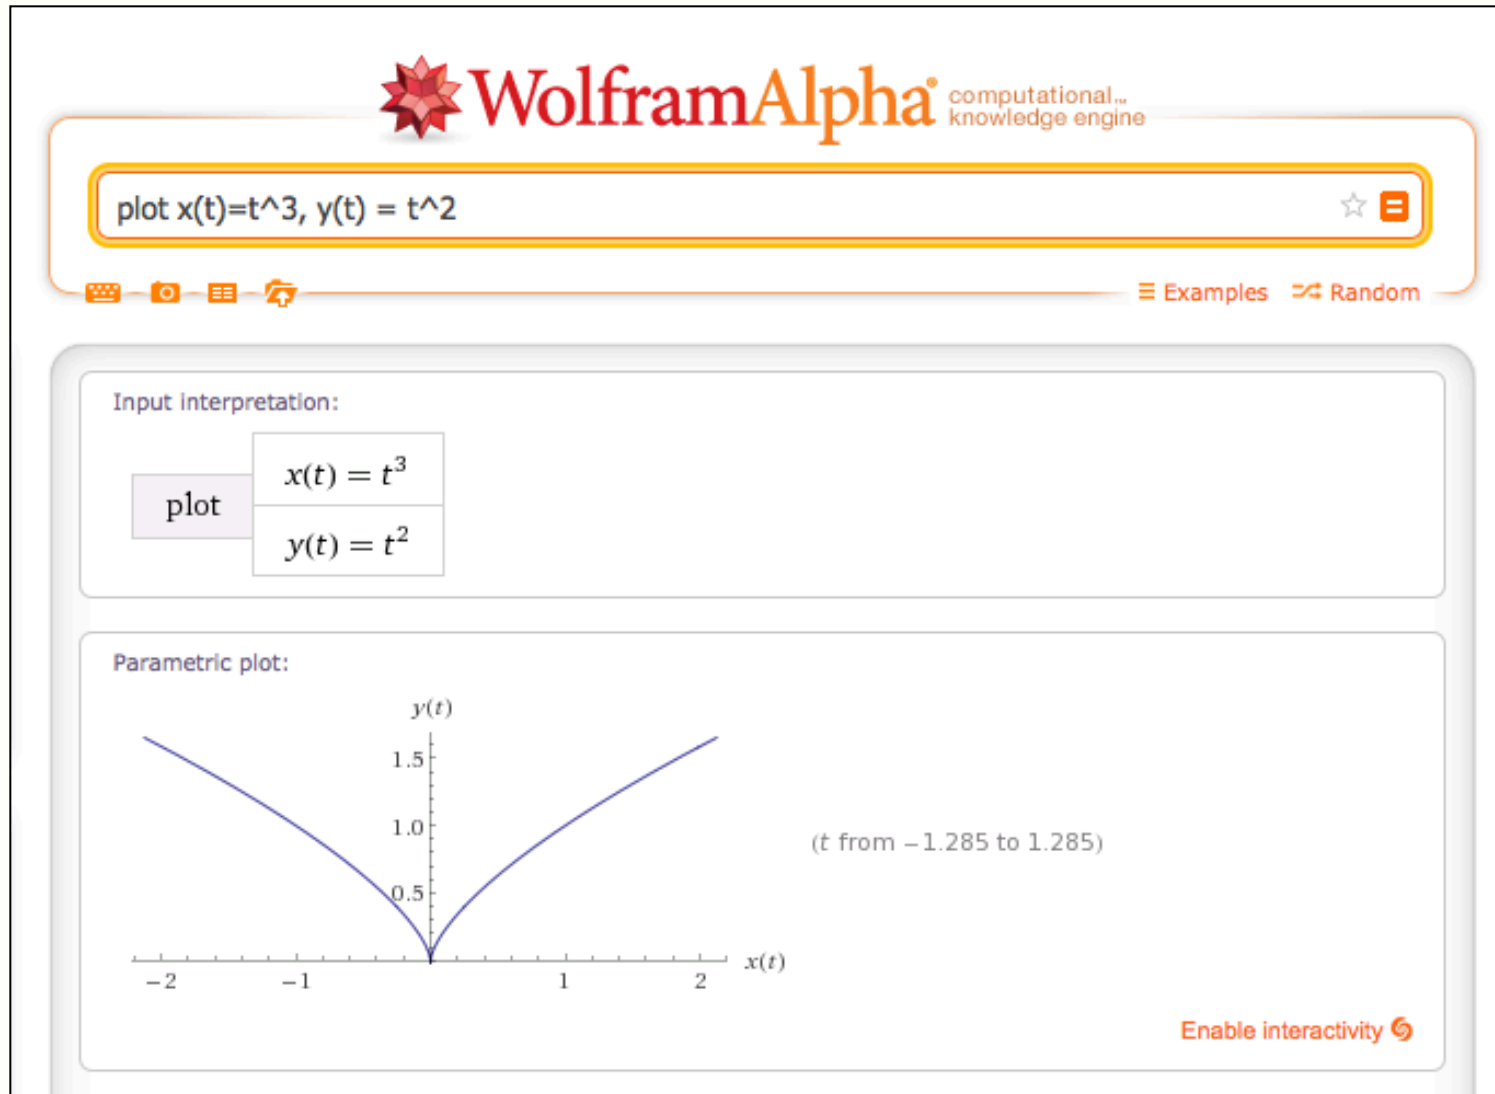 WolframAlpha® computational™ knowledge engine
plot x(t)=t^3, y(t) = t^2
Examples Random
Input interpretation:
plot
x(t) = t³
y(t) = t²
Parametric plot:
y(t)
1.5
1.0
(t from −1.285 to 1.285)
0.5
x(t)
−2 −1 1 2
Enable interactivity